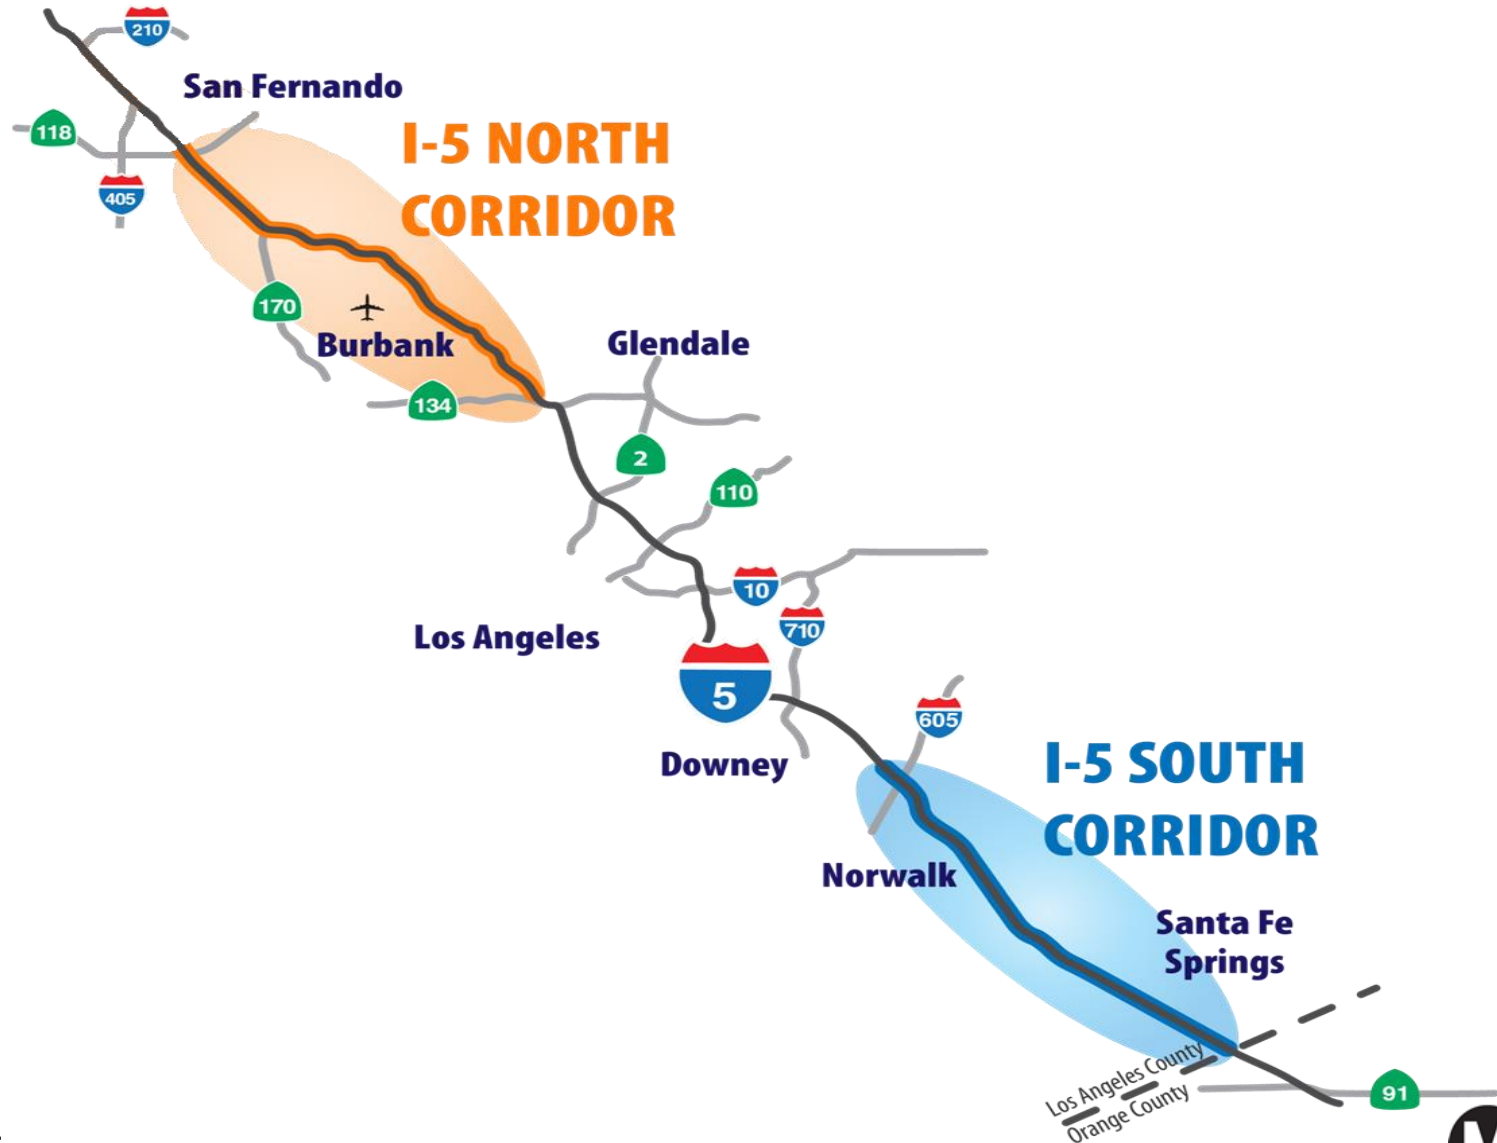 210
San Fernando
118
I-5 NORTH
CORRIDOR
405
170
Burbank
Glendale
134
2
110
10
710
Los Angeles
5
605
Downey
I-5 SOUTH
CORRIDOR
Norwalk
Santa Fe
Springs
Los Angeles County
Orange County
91